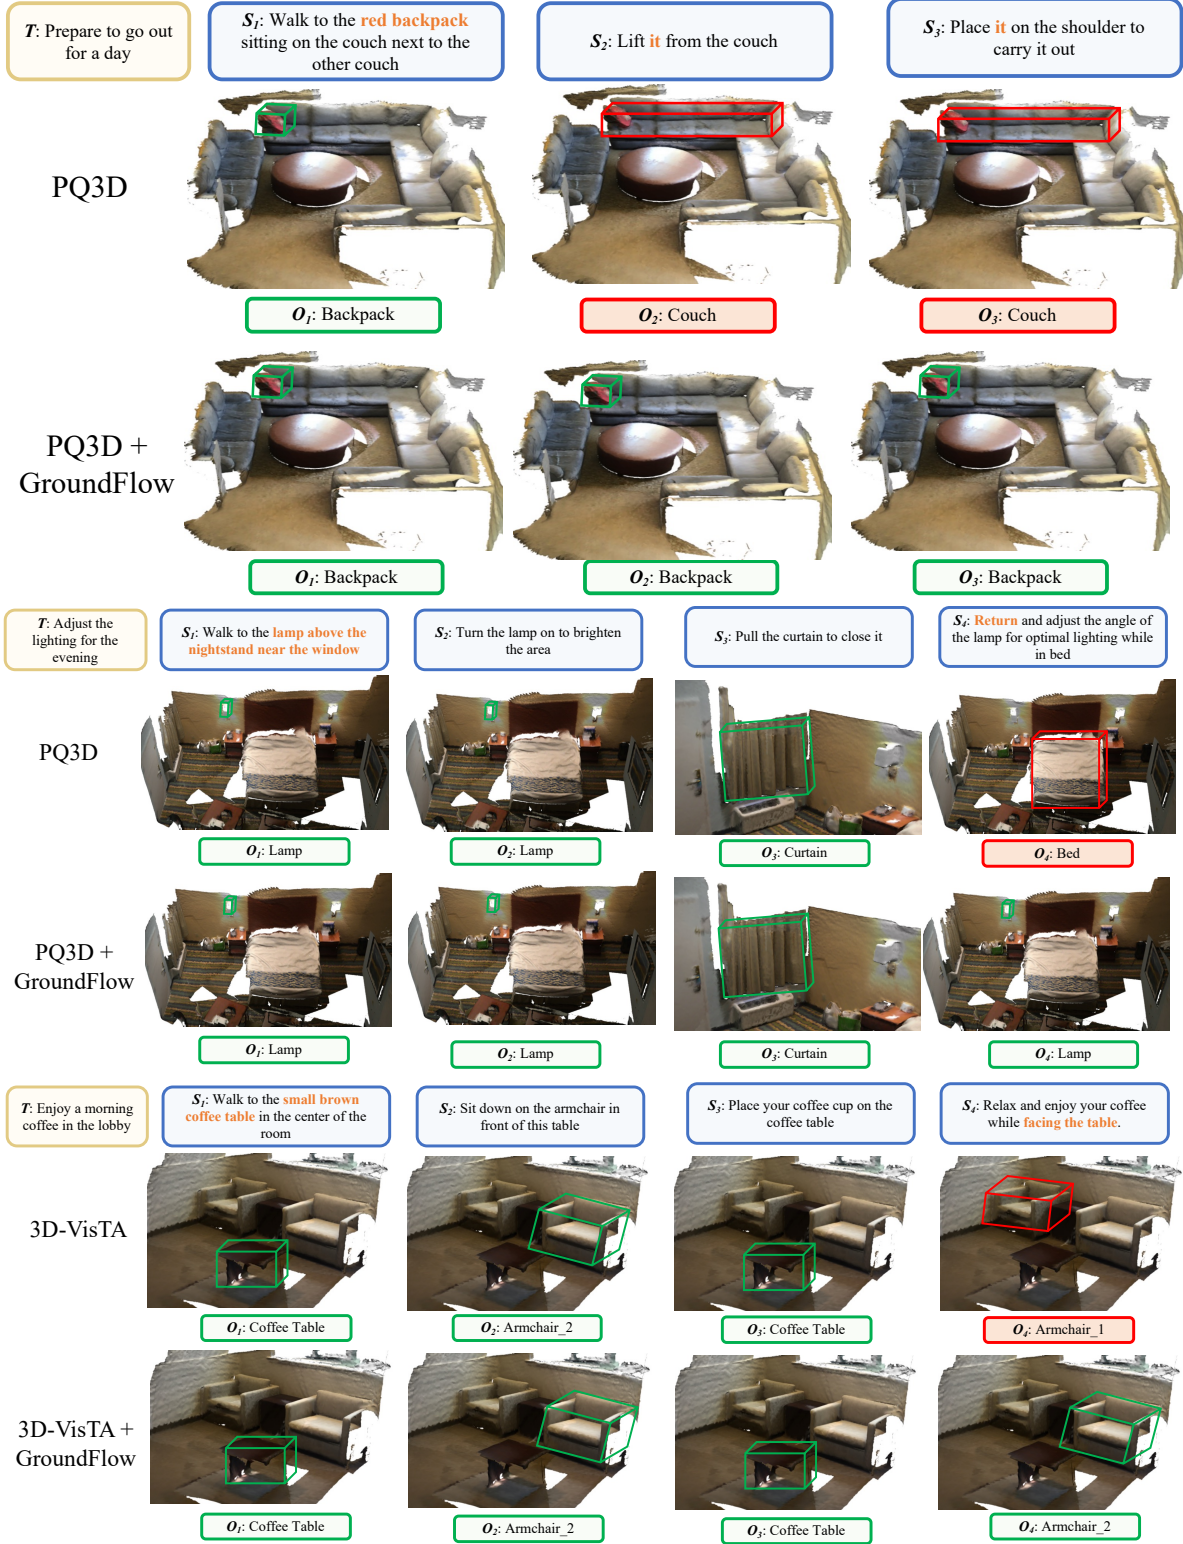 T: Prepare to go out
for a day
S1: Walk to the red backpack
sitting on the couch next to the
other couch
S2: Lift it from the couch
S3: Place it on the shoulder to
carry it out
PQ3D
O1: Backpack
O2: Couch
O3: Couch
PQ3D +
GroundFlow
O1: Backpack
O2: Backpack
O3: Backpack
T: Adjust the
lighting for the
evening
S1: Walk to the lamp above the
nightstand near the window
S2: Turn the lamp on to brighten
the area
S3: Pull the curtain to close it
S4: Return and adjust the angle of
the lamp for optimal lighting while
in bed
PQ3D
O1: Lamp
O2: Lamp
O3: Curtain
O4: Bed
PQ3D +
GroundFlow
O1: Lamp
O2: Lamp
O3: Curtain
O4: Lamp
T: Enjoy a morning
coffee in the lobby
S1: Walk to the small brown
coffee table in the center of the
room
S2: Sit down on the armchair in
front of this table
S3: Place your coffee cup on the
coffee table
S4: Relax and enjoy your coffee
while facing the table.
3D-VisTA
O1: Coffee Table
O2: Armchair_2
O3: Coffee Table
O4: Armchair_1
3D-VisTA +
GroundFlow
O1: Coffee Table
O2: Armchair_2
O3: Coffee Table
O4: Armchair_2